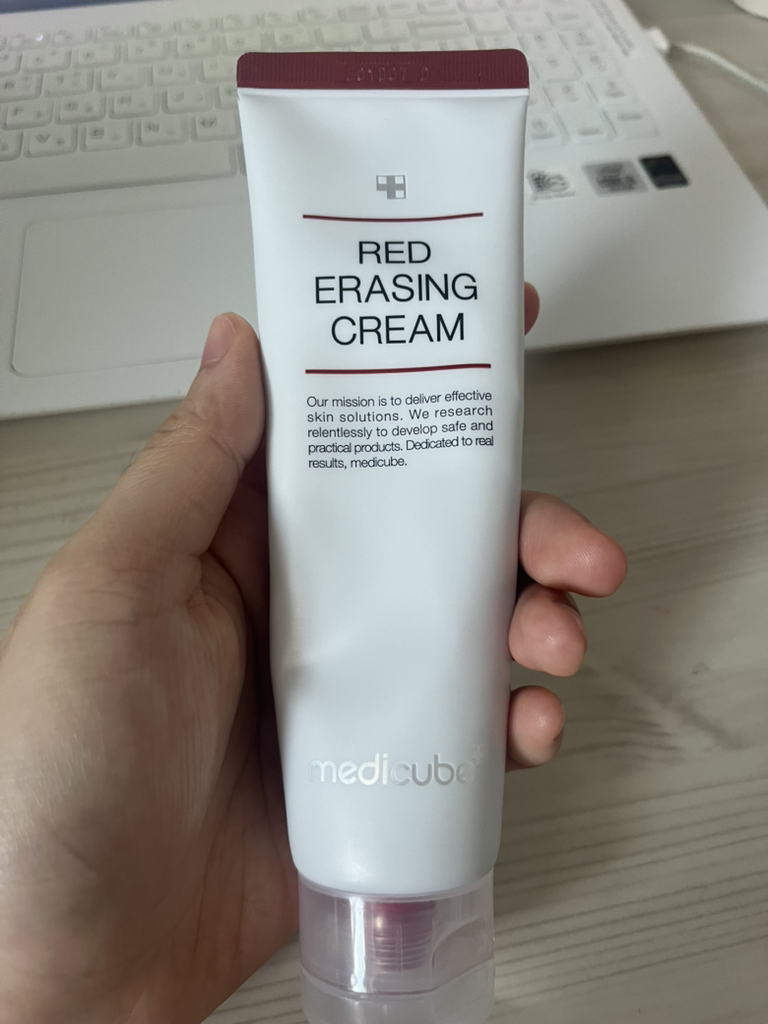 RED
ERASING
CREAM
Our mission is to deliver effective
skin solutions. We research
relentlessly to develop safe and
practical products. Dedicated to real
results, medicube.
medicube